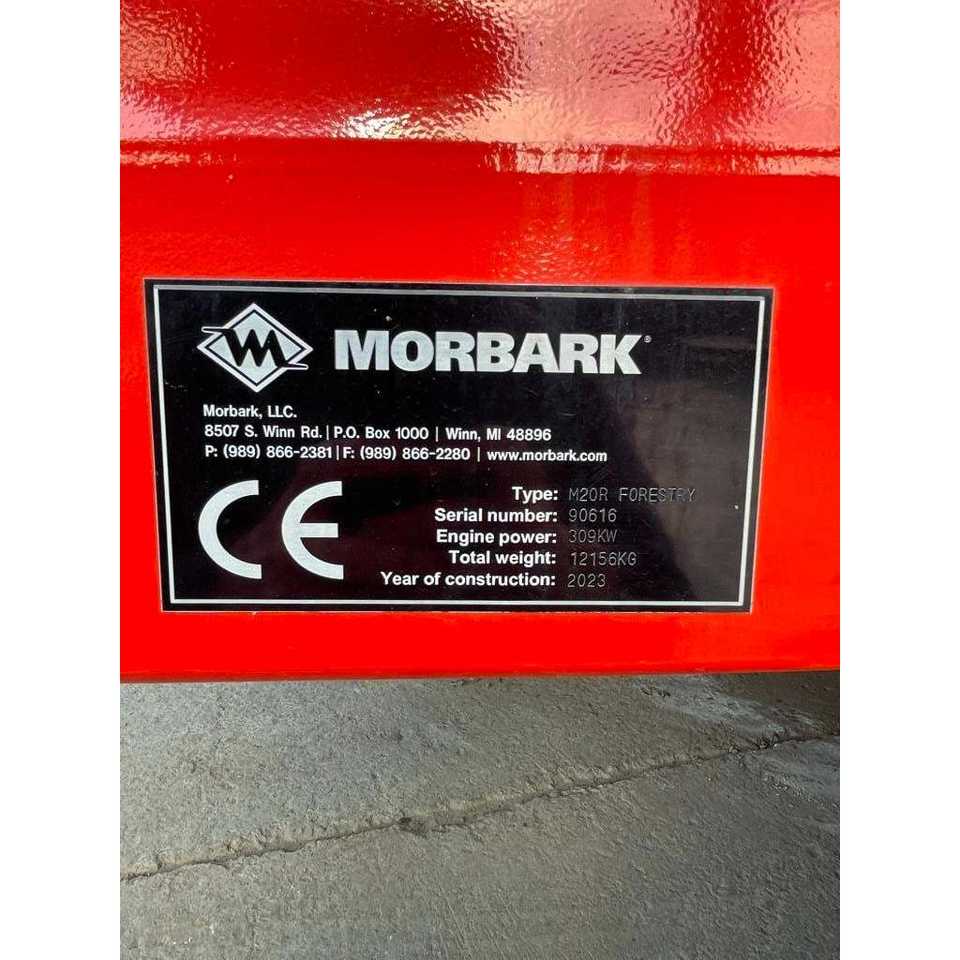 MORBARK®
Morbark, LLC.
8507 S. Winn Rd. | P.O. Box 1000 | Winn, MI 48896
P: (989) 866-2381 | F: (989) 866-2280 | www.morbark.com
CE
Type: M20R FORESTRY
Serial number: 90616
Engine power: 309KW
Total weight: 12156KG
Year of construction: 2023